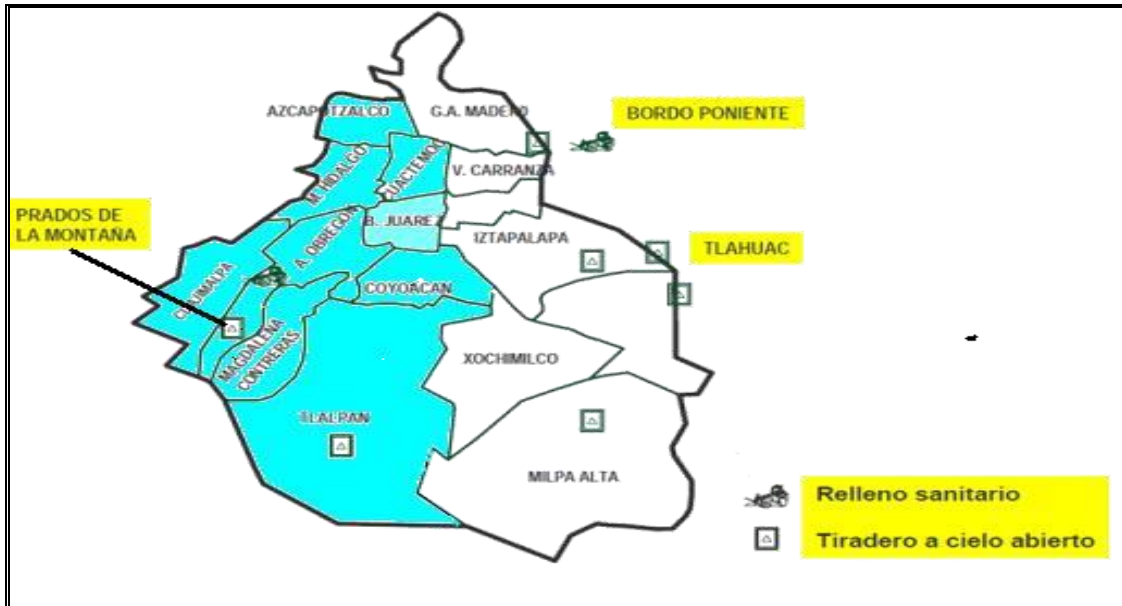 AZCAPOTZALCO
G.A. MADERO
BORDO PONIENTE
M. HIDALGO
CUACTEMOC
V. CARRANZA
PRADOS DE
LA MONTAÑA
A. OBREGON
B. JUAREZ
IZTAPALAPA
TLAHUAC
CUAJIMALPA
COYOACAN
MAGDALENA
CONTRERAS
XOCHIMILCO
TLALPAN
MILPA ALTA
Relleno sanitario
Tiradero a cielo abierto